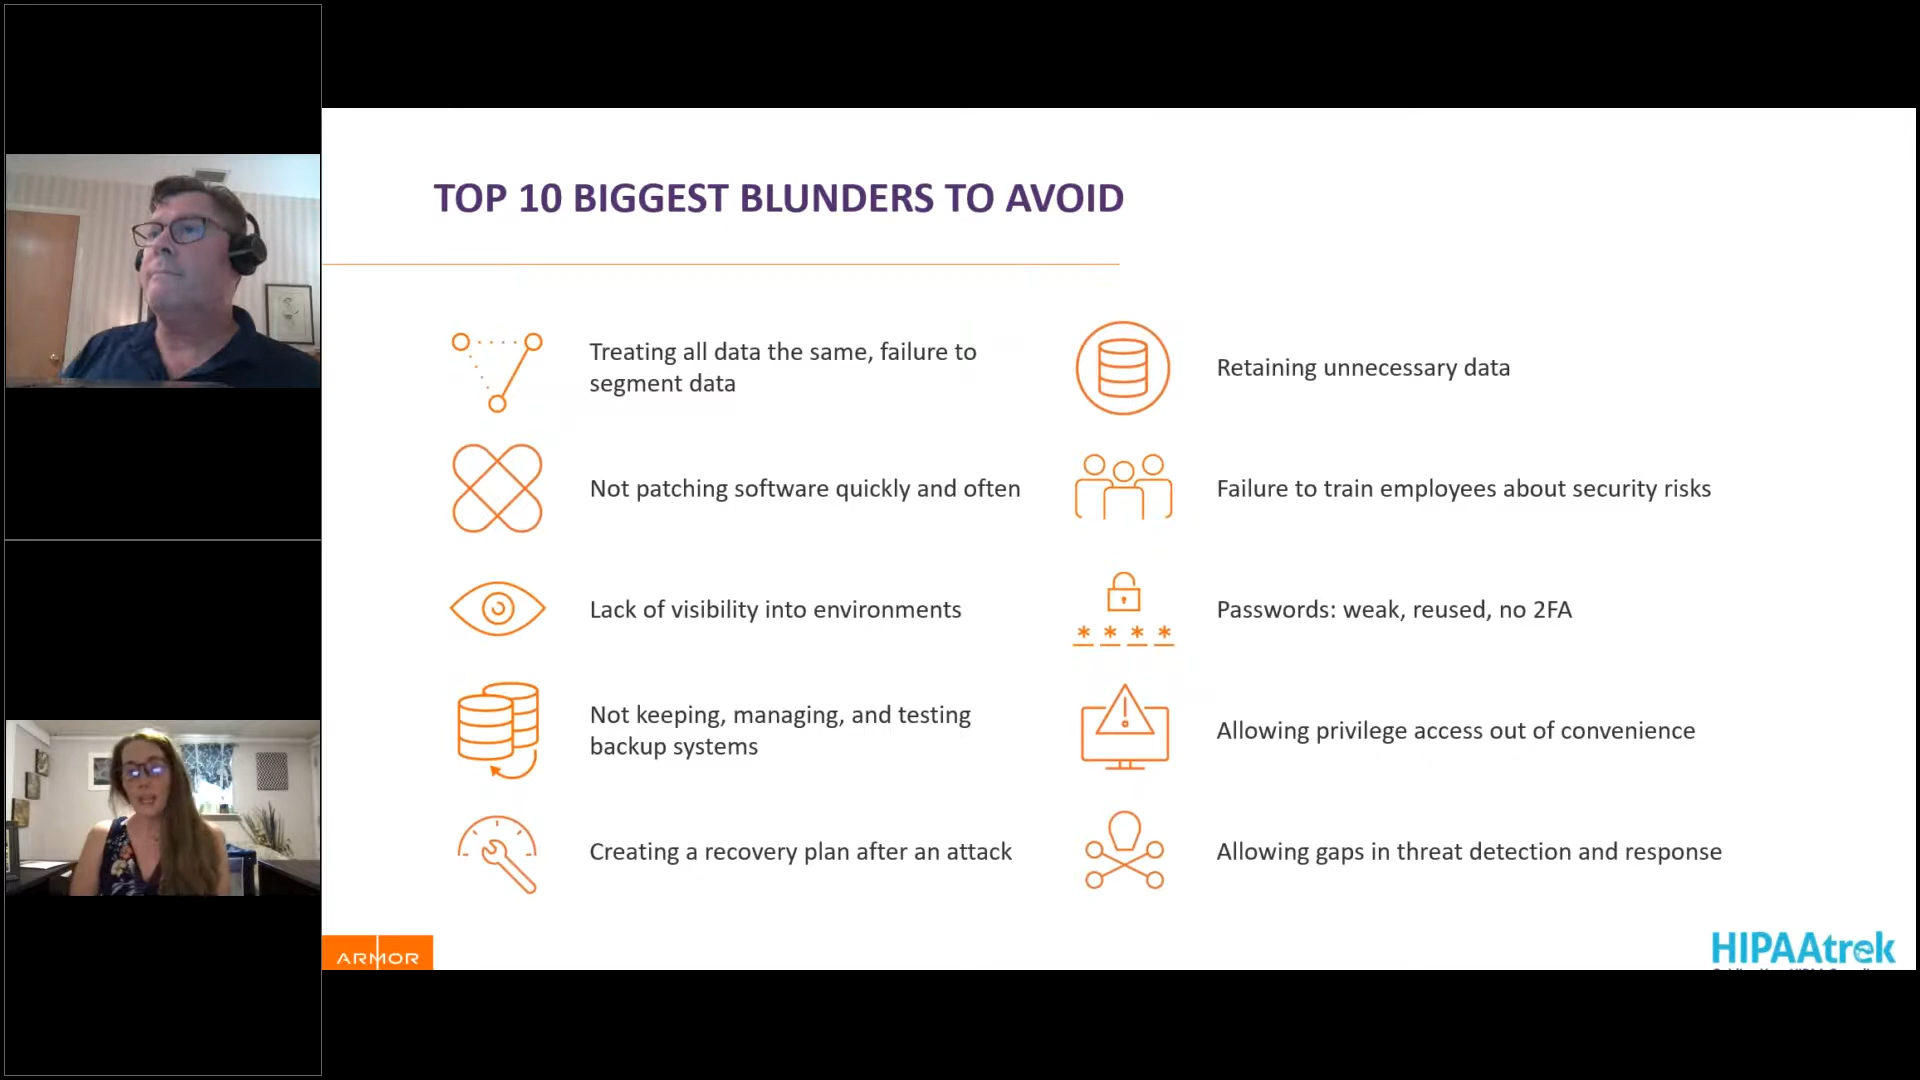 TOP 10 BIGGEST BLUNDERS TO AVOID
Treating all data the same, failure to
segment data
Not patching software quickly and often
Lack of visibility into environments
Not keeping, managing, and testing
backup systems
Creating a recovery plan after an attack
Retaining unnecessary data
Failure to train employees about security risks
* * * *
Passwords: weak, reused, no 2FA
Allowing privilege access out of convenience
Allowing gaps in threat detection and response
ARMOR
HIPAAtrek